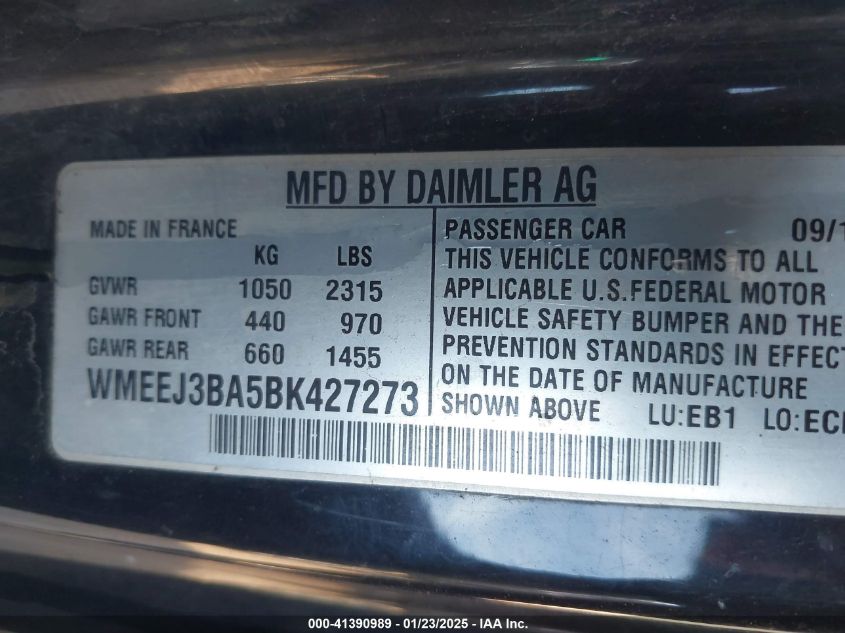 MFD BY DAIMLER AG
MADE IN FRANCE
KG LBS
GVWR 1050 2315
GAWR FRONT 440 970
GAWR REAR 660 1455
WMEEJ3BA5BK427273
PASSENGER CAR 09/1
THIS VEHICLE CONFORMS TO ALL
APPLICABLE U.S.FEDERAL MOTOR
VEHICLE SAFETY BUMPER AND THE
PREVENTION STANDARDS IN EFFECT
ON THE DATE OF MANUFACTURE
SHOWN ABOVE LU:EB1 LO:EC
000-41390989 - 01/23/2025 - © IAA Inc.